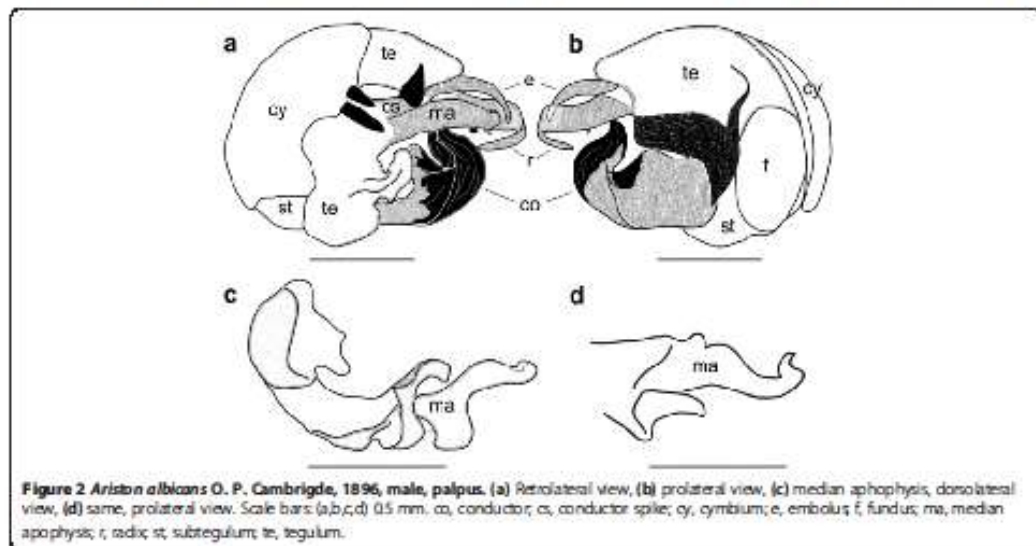 a
b
te
te
e
cy
cy
cs
ma
r
f
co
st
te
st
c
d
ma
ma
Figure 2 Ariston albicans O. P. Cambrigde, 1896, male, palpus. (a) Retrolateral view, (b) prolateral view, (c) median aphophysis, dorsolateral
view, (d) same, prolateral view. Scale bars: (a,b,c,d) 0.5 mm. co, conductor; cs, conductor spike; cy, cymbium; e, embolus; f, fundus; ma, median
apophysis; r, radix; st, subtegulum; te, tegulum.